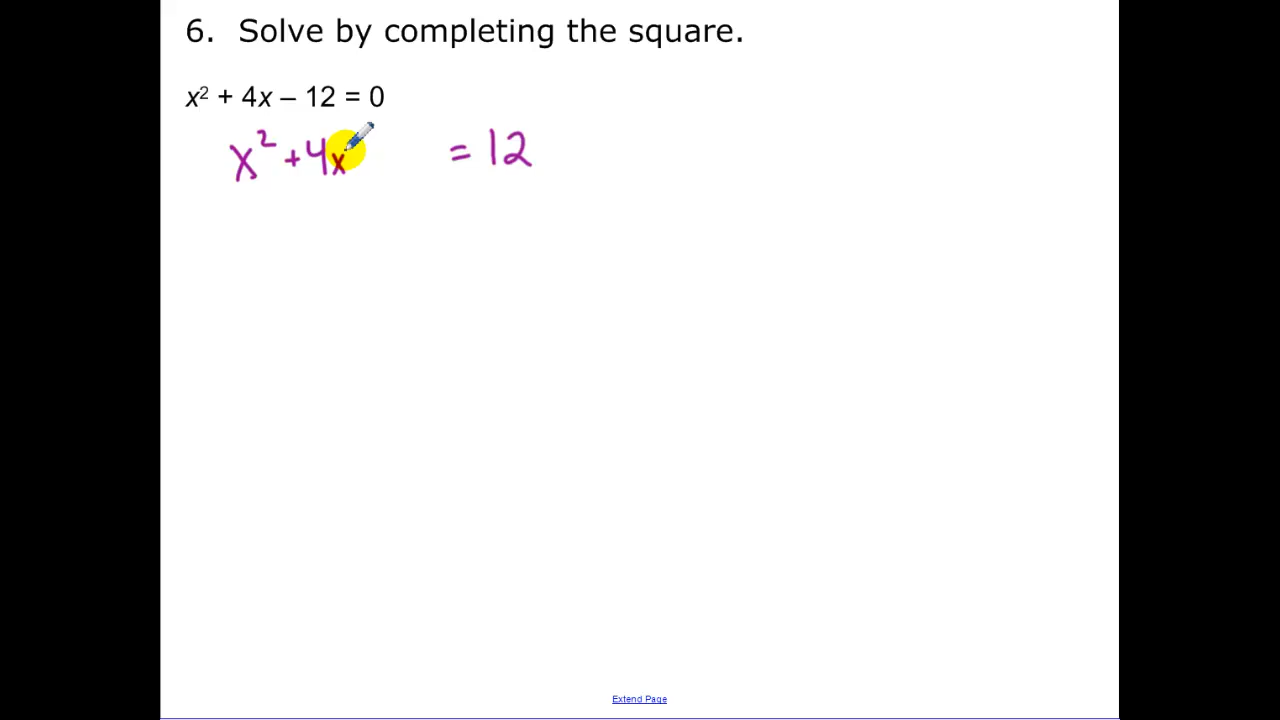 6. Solve by completing the square.
x² + 4x – 12 = 0
x² + 4x = 12
Extend Page